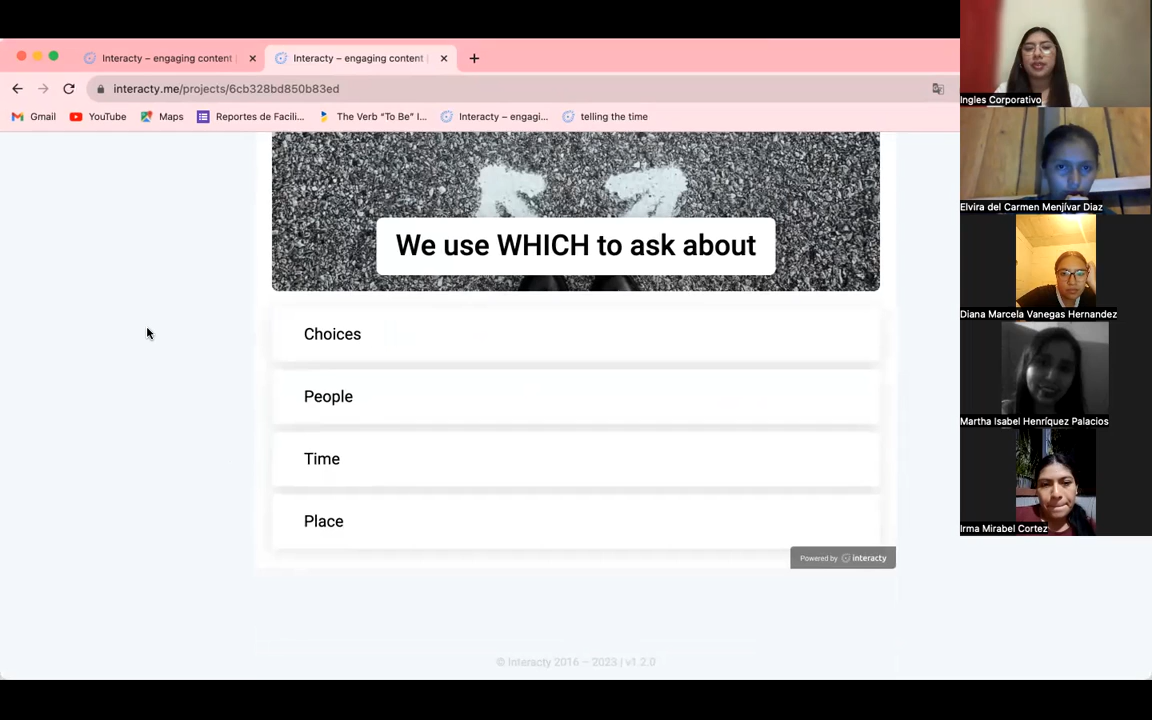 Interacty – engaging content
Interacty – engaging content
interacty.me/projects/6cb328bd850b83ed
Gmail
YouTube
Maps
Reportes de Facili...
The Verb "To Be" I...
Interacty – engagi...
telling the time
We use WHICH to ask about
Choices
People
Time
Place
Powered by interacty
© Interacty 2016 – 2023 / v1.2.0
Ingles Corporativo
Elvira del Carmen Menjívar Diaz
Diana Marcela Vanegas Hernandez
Martha Isabel Henríquez Palacios
Irma Mirabel Cortez